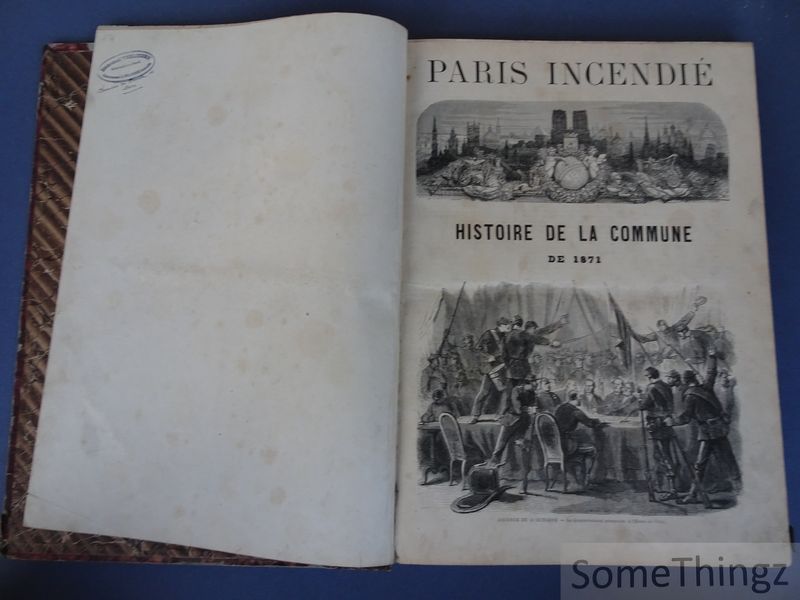 PARIS INCENDIÉ
HISTOIRE DE LA COMMUNE
DE 1871
SomeThingz